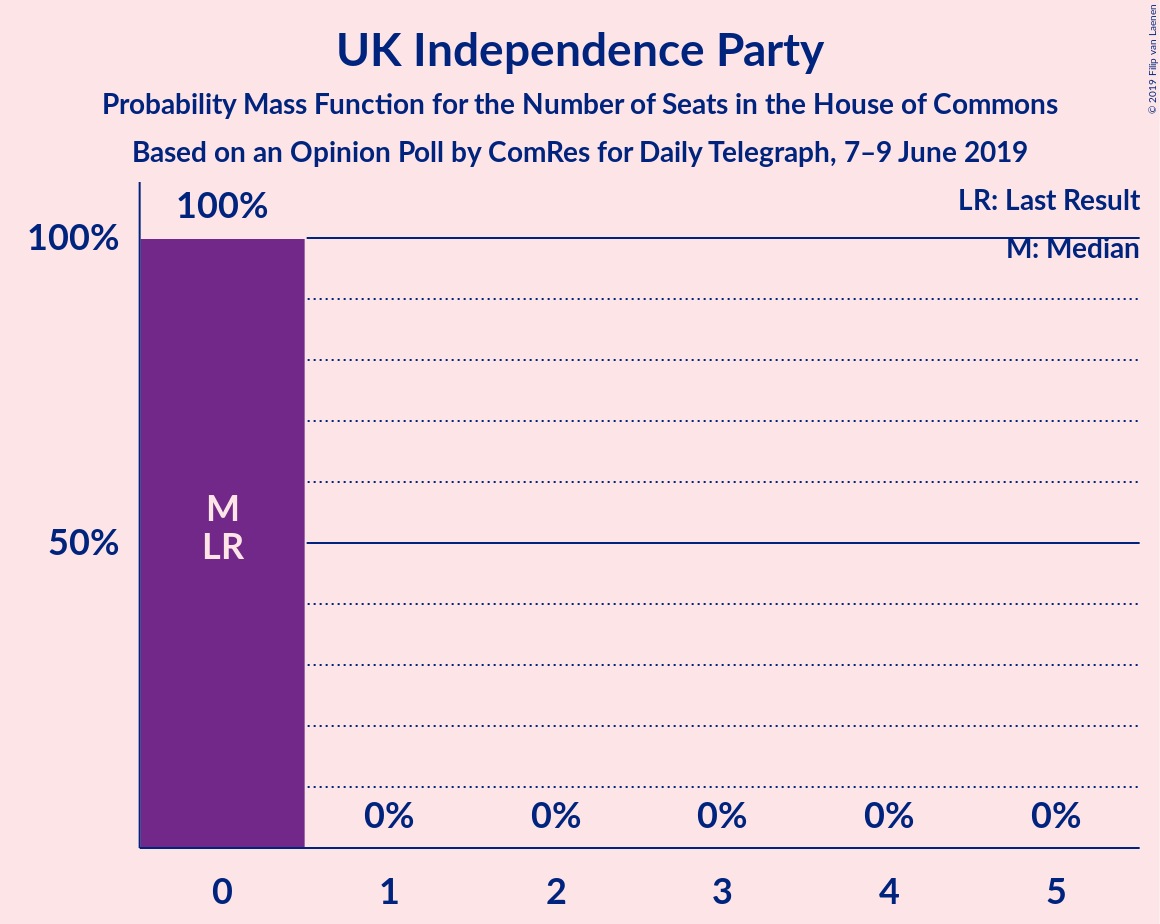 UK Independence Party
Probability Mass Function for the Number of Seats in the House of Commons
Based on an Opinion Poll by ComRes for Daily Telegraph, 7–9 June 2019
© 2019 Filip van Laenen
LR: Last Result
M: Median
100%
100%
50%
M
LR
0% 0% 0% 0% 0%
0 1 2 3 4 5